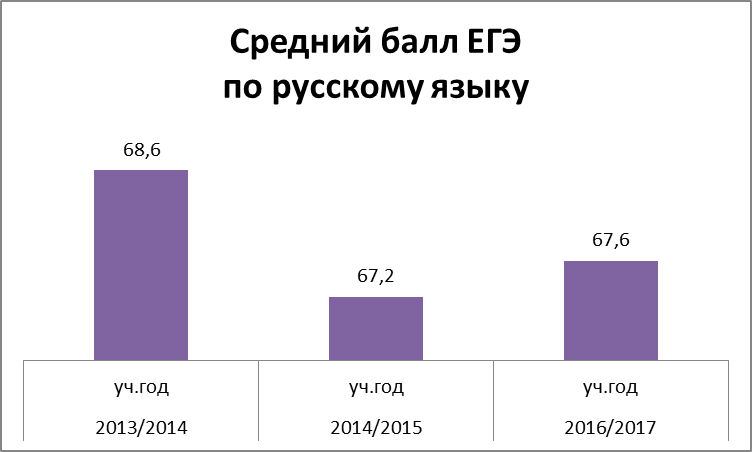 Средний балл ЕГЭ
по русскому языку
68,6
67,2
67,6
уч.год
уч.год
уч.год
2013/2014
2014/2015
2016/2017